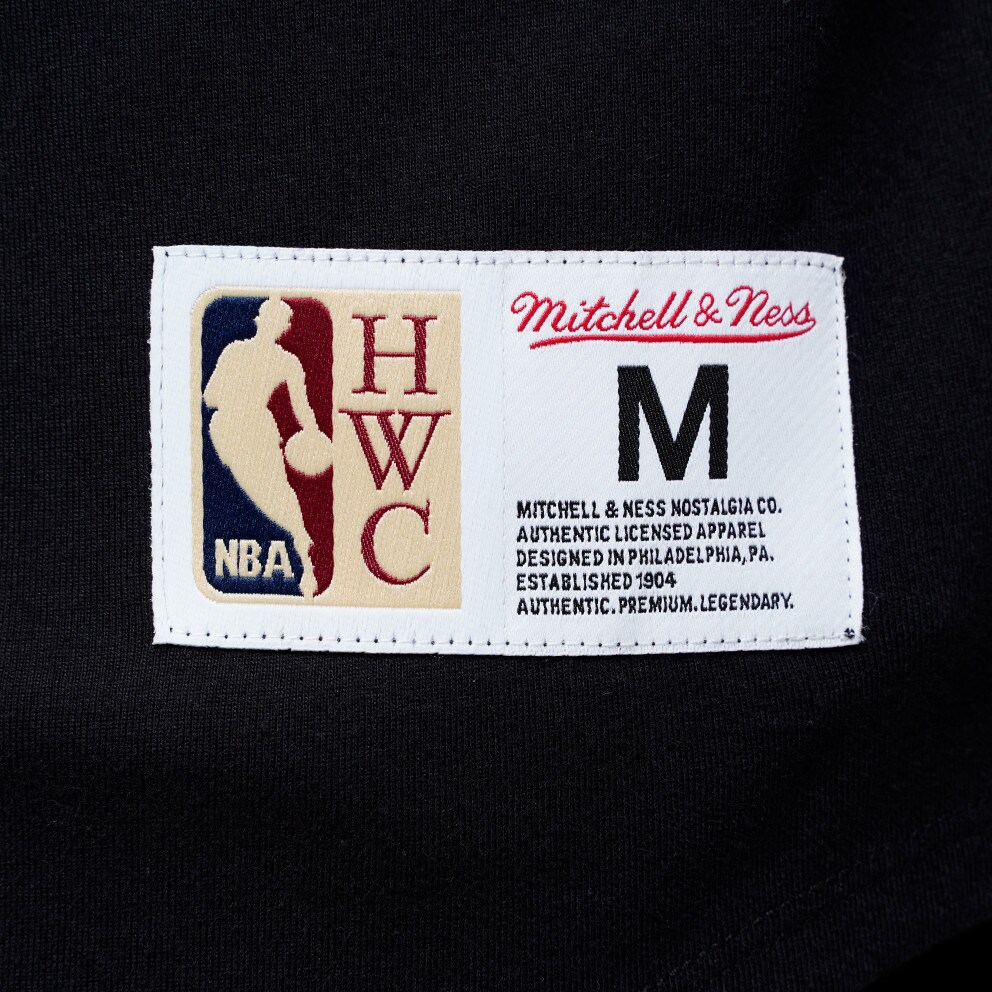 NBA
H
W
C
Mitchell & Ness
M
MITCHELL & NESS NOSTALGIA CO.
AUTHENTIC LICENSED APPAREL
DESIGNED IN PHILADELPHIA, PA.
ESTABLISHED 1904
AUTHENTIC. PREMIUM. LEGENDARY.